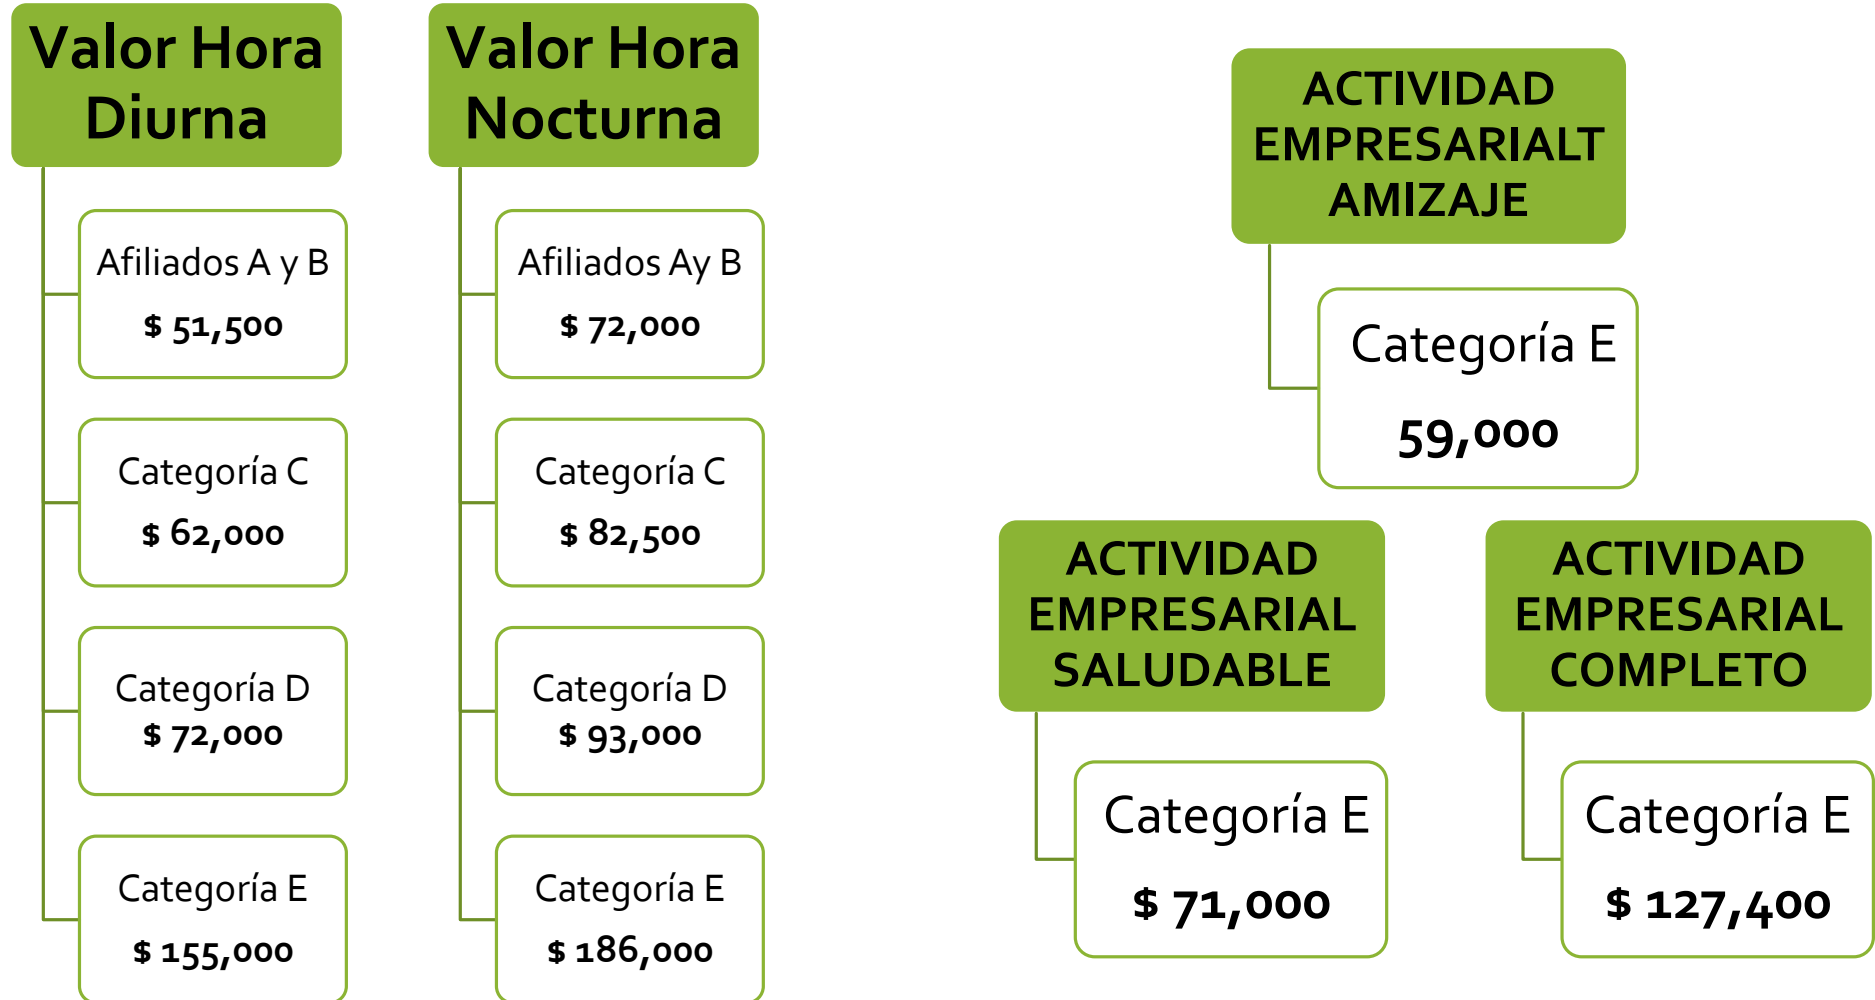 Valor Hora
Diurna
Afiliados A y B
$ 51,500
Categoría C
$ 62,000
Categoría D
$ 72,000
Categoría E
$ 155,000
Valor Hora
Nocturna
Afiliados Ay B
$ 72,000
Categoría C
$ 82,500
Categoría D
$ 93,000
Categoría E
$ 186,000
ACTIVIDAD
EMPRESARIALT
AMIZAJE
Categoría E
59,000
ACTIVIDAD
EMPRESARIAL
SALUDABLE
Categoría E
$ 71,000
ACTIVIDAD
EMPRESARIAL
COMPLETO
Categoría E
$ 127,400